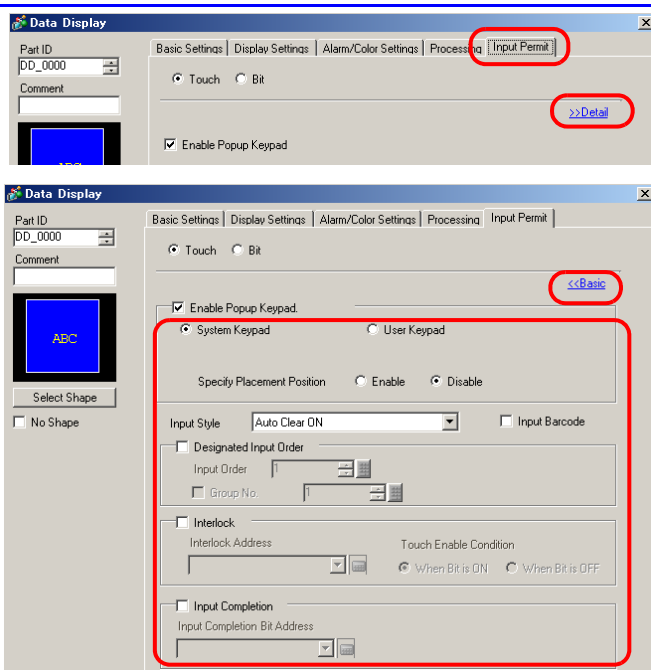 Data Display
Part ID
Basic Settings Display Settings Alarm/Color Settings Processing Input Permit
DD_0000
Touch Bit
Comment
>>Detail
Enable Popup Keypad
Data Display
Part ID
Basic Settings Display Settings Alarm/Color Settings Processing Input Permit
DD_0000
Touch Bit
Comment
<<Basic
Enable Popup Keypad.
System Keypad User Keypad
ABC
Specify Placement Position Enable Disable
Select Shape
No Shape
Input Style Auto Clear ON Input Barcode
Designated Input Order
Input Order 1
Group No. 1
Interlock
Interlock Address Touch Enable Condition
When Bit is ON When Bit is OFF
Input Completion
Input Completion Bit Address